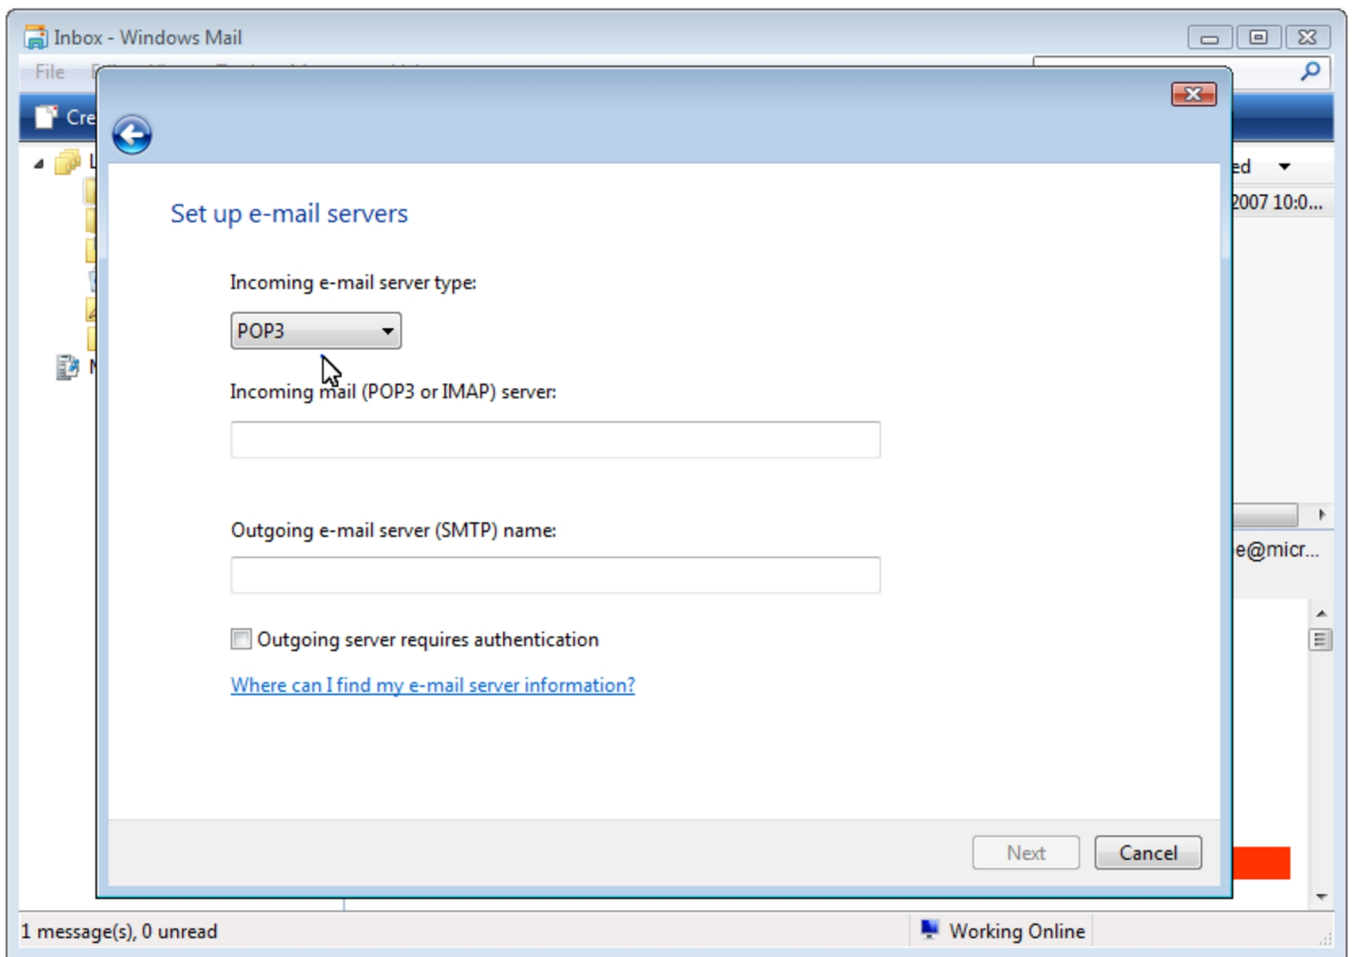 Inbox - Windows Mail
File
Cre
ed
2007 10:0...
Set up e-mail servers
Incoming e-mail server type:
POP3
Incoming mail (POP3 or IMAP) server:
Outgoing e-mail server (SMTP) name:
e@micr...
Outgoing server requires authentication
Where can I find my e-mail server information?
Next
Cancel
1 message(s), 0 unread
Working Online